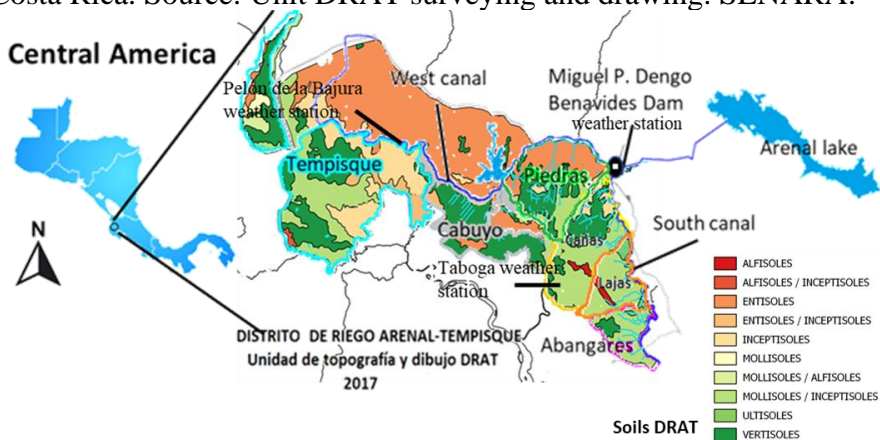 Costa Rica. Source: Unit DRAT surveying and drawing. SENARA.
Central America
Pelón de la Bajura
weather station
West canal
Miguel P. Dengo
Benavides Dam
weather station
Arenal lake
Tempisque
Piedras
Cabuyo
Cañas
South canal
Taboga weather
station
Lajas
Abangares
N
DISTRITO DE RIEGO ARENAL-TEMPISQUE
Unidad de topografía y dibujo DRAT
2017
ALFISOLES
ALFISOLES / INCEPTISOLES
ENTISOLES
ENTISOLES / INCEPTISOLES
INCEPTISOLES
MOLLISOLES
MOLLISOLES / ALFISOLES
MOLLISOLES / INCEPTISOLES
ULTISOLES
VERTISOLES
Soils DRAT